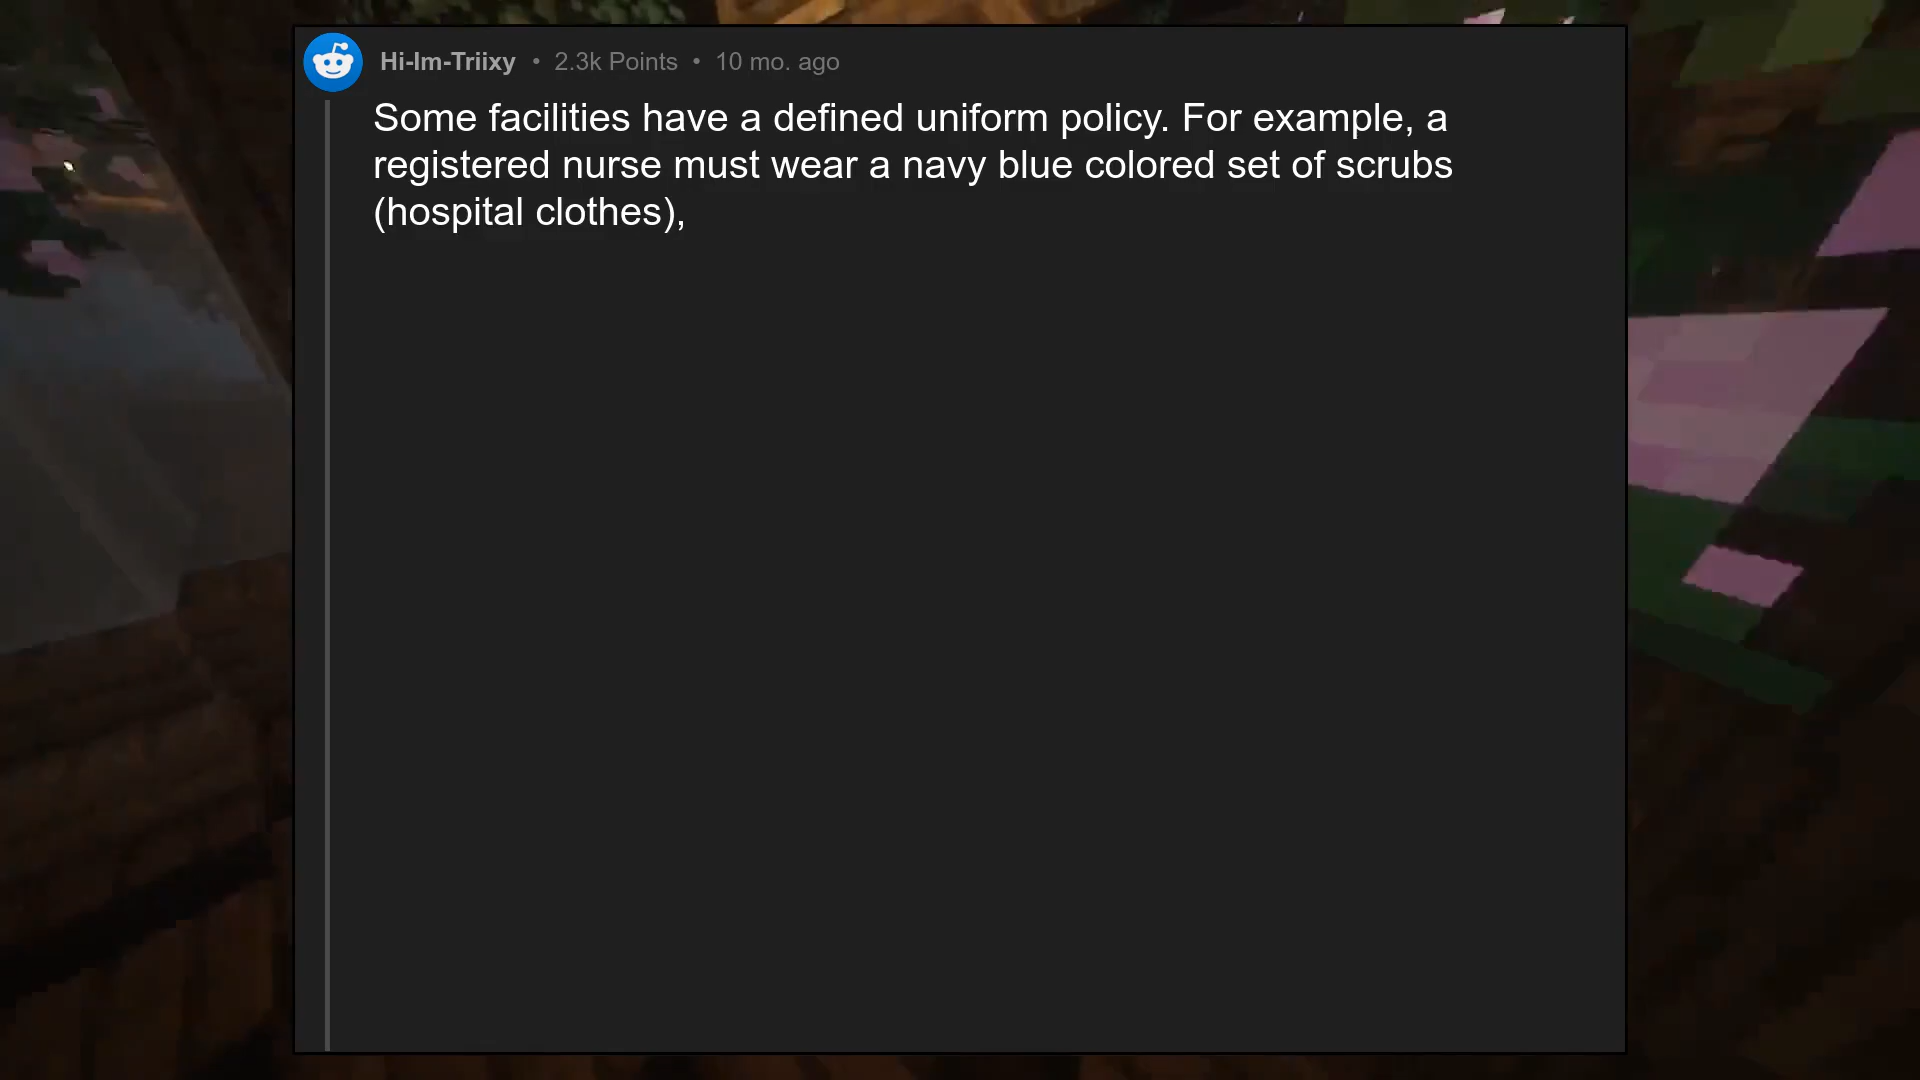 Hi-Im-Triixy • 2.3k Points • 10 mo. ago
Some facilities have a defined uniform policy. For example, a
registered nurse must wear a navy blue colored set of scrubs
(hospital clothes),